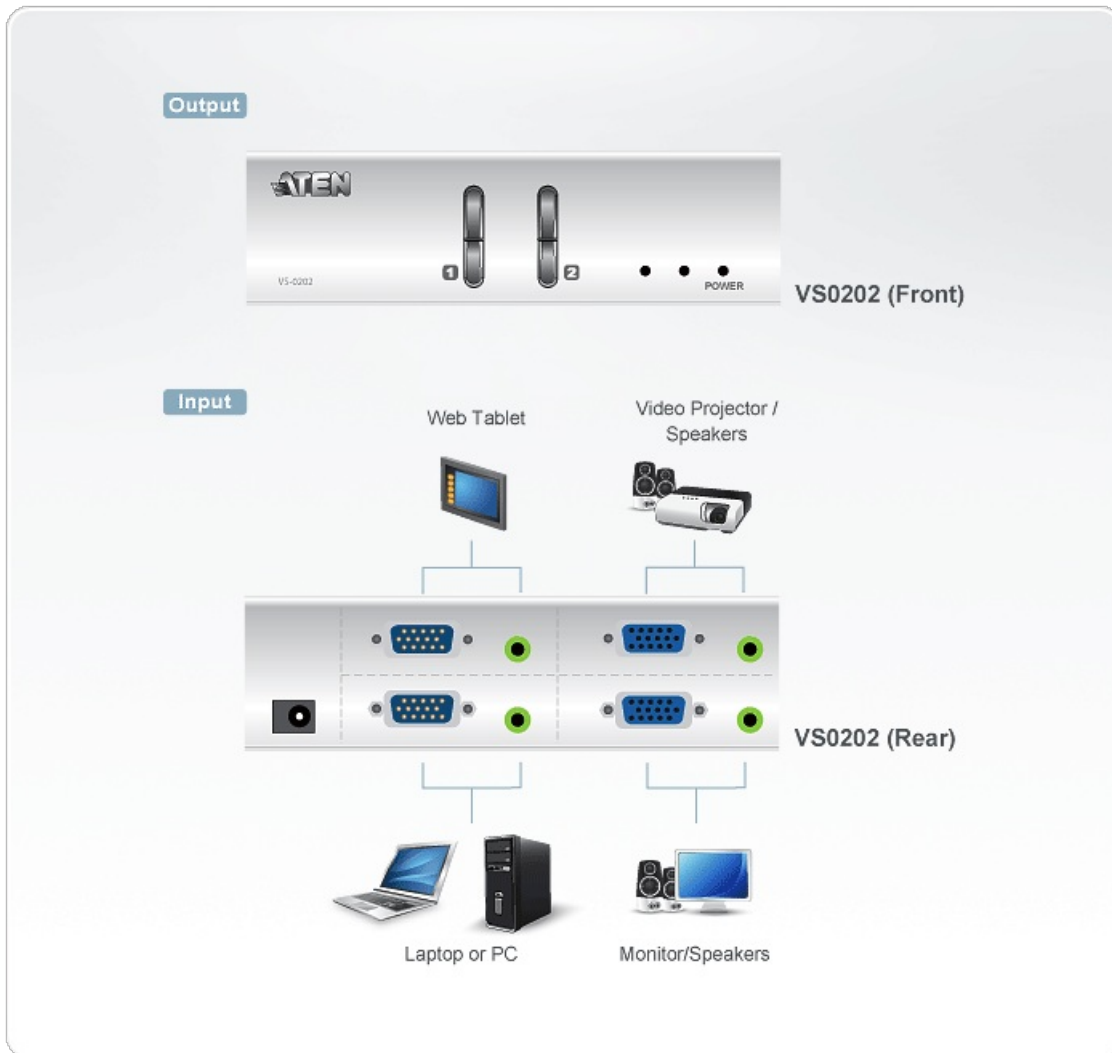 Output
ATEN
1
2
VS-0202
POWER
VS0202 (Front)
Input
Web Tablet
Video Projector /
Speakers
VS0202 (Rear)
Laptop or PC
Monitor/Speakers